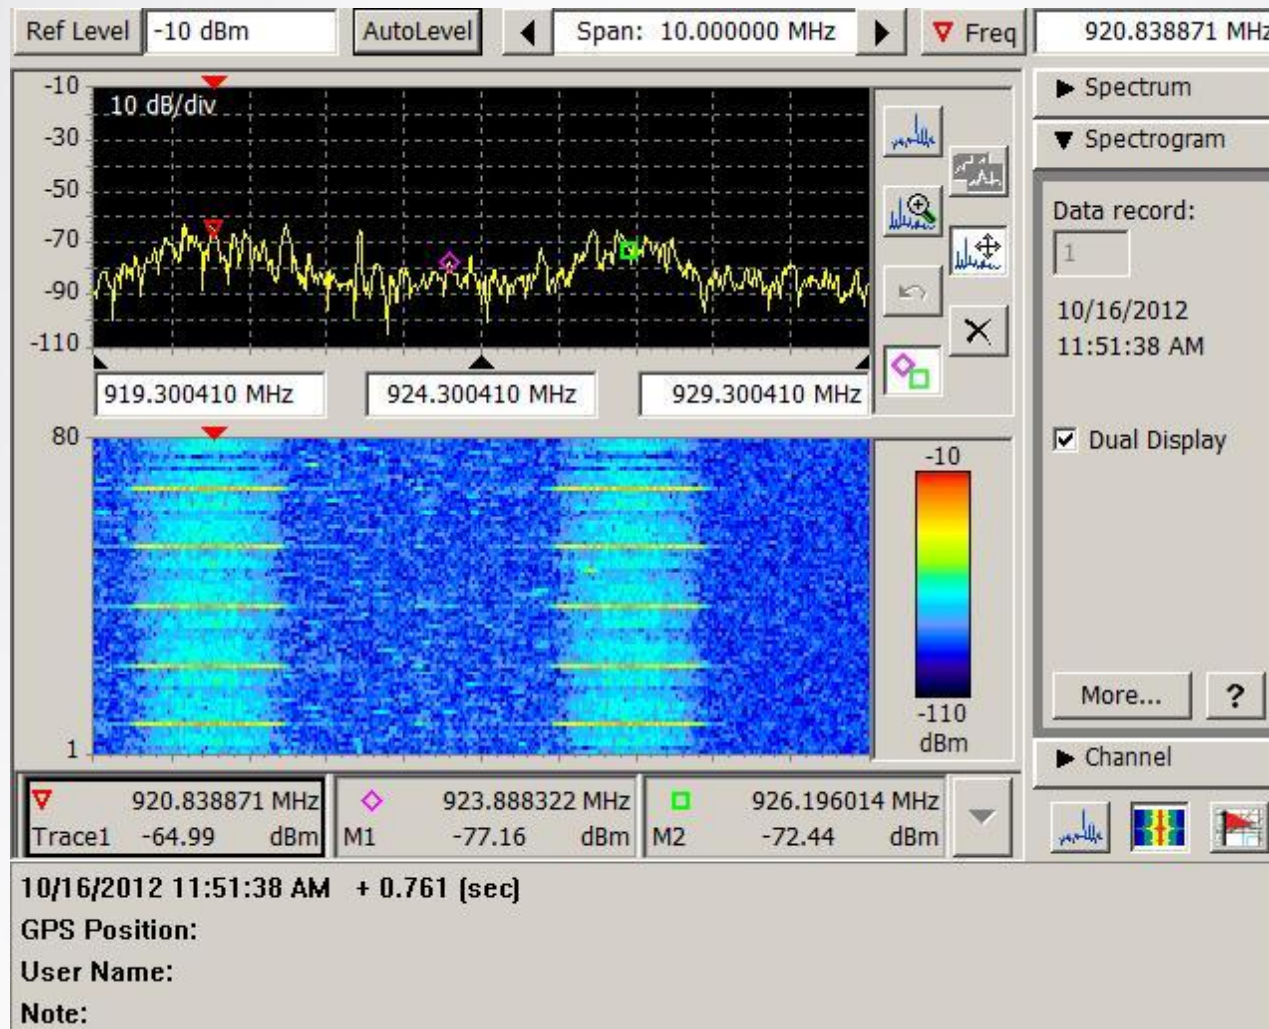 Ref Level -10 dBm AutoLevel Span: 10.000000 MHz Freq 920.838871 MHz
-10
10 dB/div
-30
-50
-70
-90
-110
919.300410 MHz 924.300410 MHz 929.300410 MHz
80
1
-10
-110
dBm
Spectrum
Spectrogram
Data record:
1
10/16/2012
11:51:38 AM
Dual Display
More... ?
Channel
920.838871 MHz 923.888322 MHz 926.196014 MHz
Trace1 -64.99 dBm M1 -77.16 dBm M2 -72.44 dBm
10/16/2012 11:51:38 AM + 0.761 (sec)
GPS Position:
User Name:
Note: